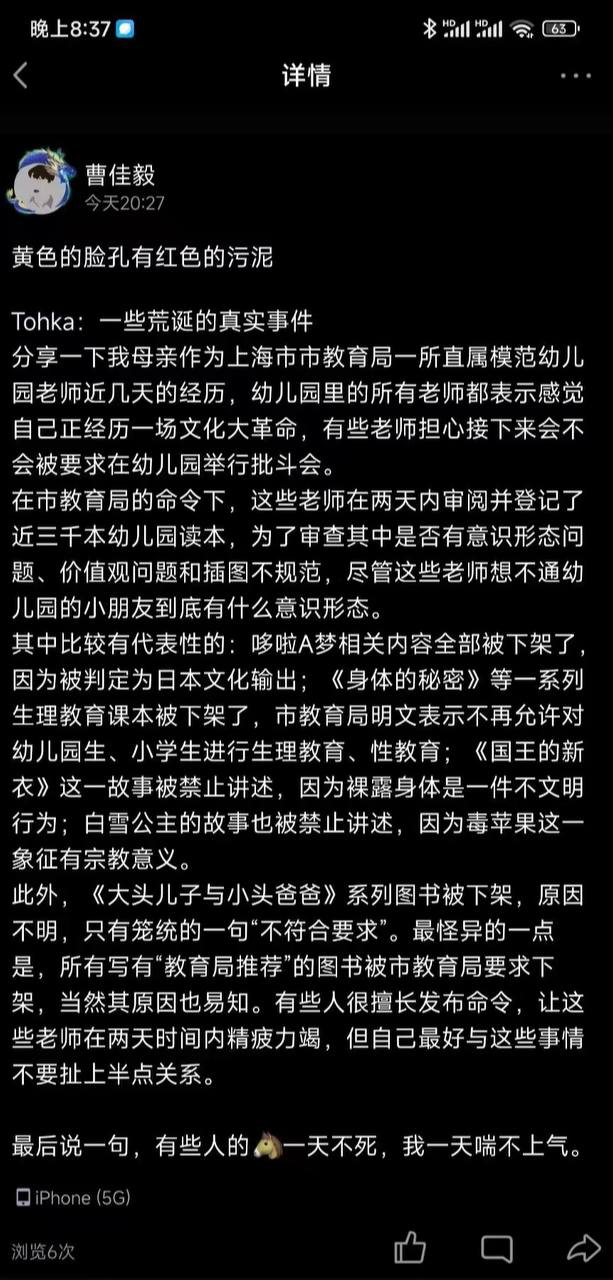 晚上8:37
HD HD 63
详情
曹佳毅
今天20:27
黄色的脸孔有红色的污泥
Tohka：一些荒诞的真实事件
分享一下我母亲作为上海市市教育局一所直属模范幼儿
园老师近几天的经历，幼儿园里的所有老师都表示感觉
自己正经历一场文化大革命，有些老师担心接下来会不
会被要求在幼儿园举行批斗会。
在市教育局的命令下，这些老师在两天内审阅并登记了
近三千本幼儿园读本，为了审查其中是否有意识形态问
题、价值观问题和插图不规范，尽管这些老师想不通幼
儿园的小朋友到底有什么意识形态。
其中比较有代表性的：哆啦A梦相关内容全部被下架了，
因为被判定为日本文化输出；《身体的秘密》等一系列
生理教育课本被下架了，市教育局明文表示不再允许对
幼儿园生、小学生进行生理教育、性教育；《国王的新
衣》这一故事被禁止讲述，因为裸露身体是一件不文明
行为；白雪公主的故事也被禁止讲述，因为毒苹果这一
象征有宗教意义。
此外，《大头儿子与小头爸爸》系列图书被下架，原因
不明，只有笼统的一句“不符合要求”。最怪异的一点
是，所有写有“教育局推荐”的图书被市教育局要求下
架，当然其原因也易知。有些人很擅长发布命令，让这
些老师在两天时间内精疲力竭，但自己最好与这些事情
不要扯上半点关系。
最后说一句，有些人的🐴一天不死，我一天喘不上气。
iPhone (5G)
浏览6次